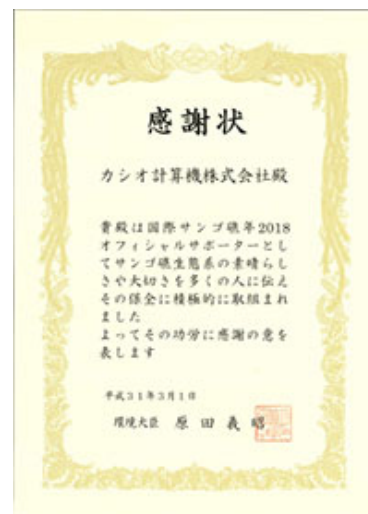 感謝状
カシオ計算機株式会社殿
貴殿は国際サンゴ礁年2018
オフィシャルサポーターとし
てサンゴ礁生態系の素晴らし
さや大切さを多くの人に伝え
その保全に積極的に取組まれ
ました
よってその功労に感謝の意を
表します
平成31年3月1日
環境大臣 原田義昭